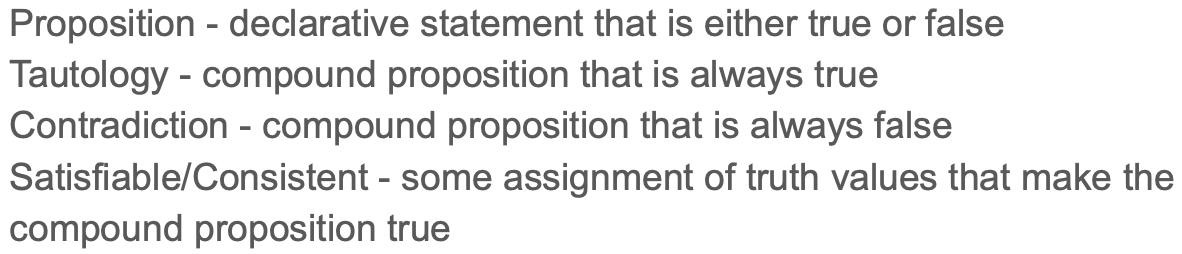 Proposition - declarative statement that is either true or false
Tautology - compound proposition that is always true
Contradiction - compound proposition that is always false
Satisfiable/Consistent - some assignment of truth values that make the
compound proposition true